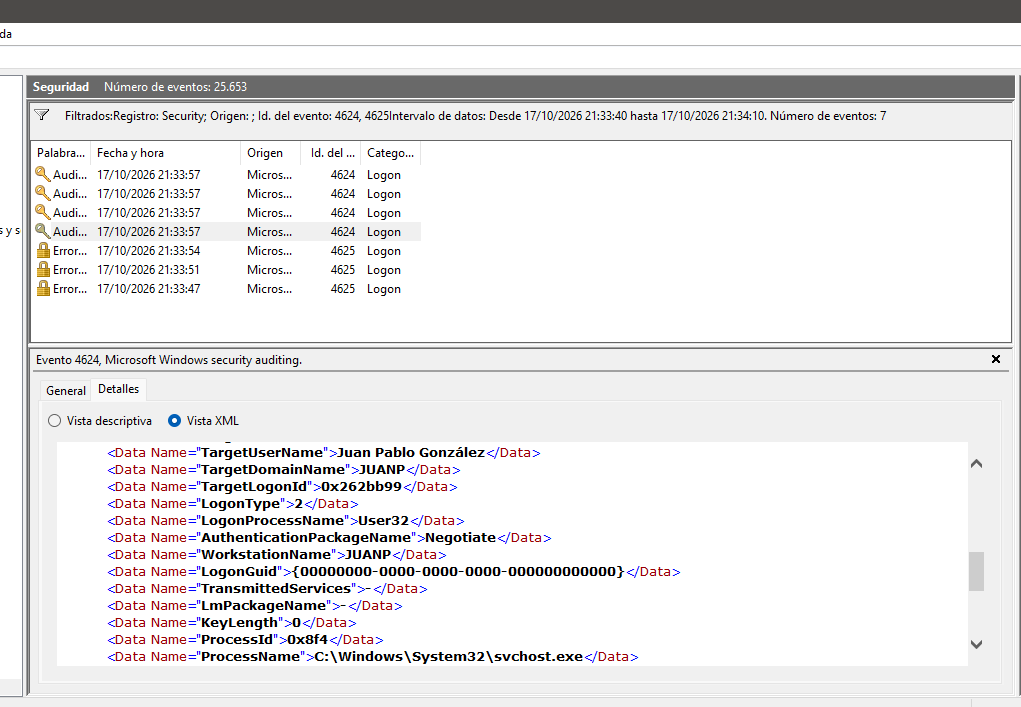 da
Seguridad Número de eventos: 25.653
Filtrados:Registro: Security; Origen: ; Id. del evento: 4624, 4625Intervalo de datos: Desde 17/10/2026 21:33:40 hasta 17/10/2026 21:34:10. Número de eventos: 7
Palabra... Fecha y hora Origen Id. del ... Catego...
Audi... 17/10/2026 21:33:57 Micros... 4624 Logon
Audi... 17/10/2026 21:33:57 Micros... 4624 Logon
Audi... 17/10/2026 21:33:57 Micros... 4624 Logon
s y s
Audi... 17/10/2026 21:33:57 Micros... 4624 Logon
Error... 17/10/2026 21:33:54 Micros... 4625 Logon
Error... 17/10/2026 21:33:51 Micros... 4625 Logon
Error... 17/10/2026 21:33:47 Micros... 4625 Logon
Evento 4624, Microsoft Windows security auditing.
General Detalles
Vista descriptiva Vista XML
<Data Name="TargetUserName">Juan Pablo González</Data>
<Data Name="TargetDomainName">JUANP</Data>
<Data Name="TargetLogonId">0x262bb99</Data>
<Data Name="LogonType">2</Data>
<Data Name="LogonProcessName">User32</Data>
<Data Name="AuthenticationPackageName">Negotiate</Data>
<Data Name="WorkstationName">JUANP</Data>
<Data Name="LogonGuid">{00000000-0000-0000-0000-000000000000}</Data>
<Data Name="TransmittedServices">-</Data>
<Data Name="LmPackageName">-</Data>
<Data Name="KeyLength">0</Data>
<Data Name="ProcessId">0x8f4</Data>
<Data Name="ProcessName">C:\Windows\System32\svchost.exe</Data>